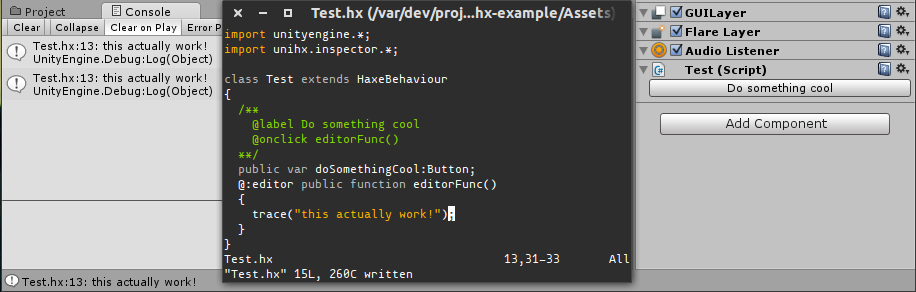 Project
Console
Clear
Collapse
Clear on Play
Error P
Test.hx:13: this actually work!
UnityEngine.Debug:Log(Object)
Test.hx:13: this actually work!
UnityEngine.Debug:Log(Object)
Test.hx:13: this actually work!
Test.hx (/var/dev/proj...hx-example/Assets)
import unityengine.*;
import unihx.inspector.*;
class Test extends HaxeBehaviour
{
/**
@label Do something cool
@onclick editorFunc()
**/
public var doSomethingCool:Button;
@:editor public function editorFunc()
{
trace("this actually work!");
}
}
Test.hx 13,31-33 All
"Test.hx" 15L, 260C written
GUILayer
Flare Layer
Audio Listener
Test (Script)
Do something cool
Add Component